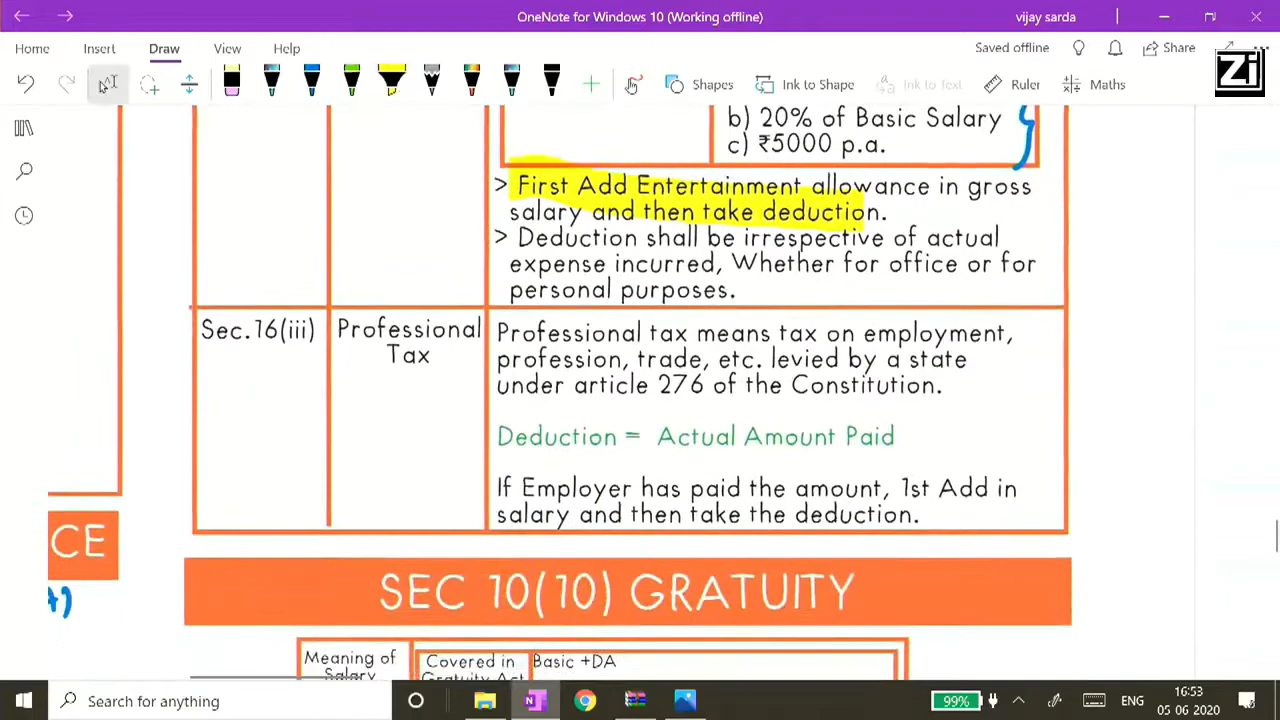 OneNote for Windows 10 (Working offline)
vijay sarda
Home Insert Draw View Help
Saved offline
Share
Zi
Shapes
Ink to Shape
Ink to Text
Ruler
Maths
b) 20% of Basic Salary
c) ₹5000 p.a.
> First Add Entertainment allowance in gross
salary and then take deduction.
> Deduction shall be irrespective of actual
expense incurred, Whether for office or for
personal purposes.
Sec.16(iii)
Professional
Tax
Professional tax means tax on employment,
profession, trade, etc. levied by a state
under article 276 of the Constitution.
Deduction = Actual Amount Paid
If Employer has paid the amount, 1st Add in
salary and then take the deduction.
CE
SEC 10(10) GRATUITY
Meaning of
Salary
Covered in
Gratuity Act
Basic +DA
Search for anything
99%
ENG
16:53
05-06-2020